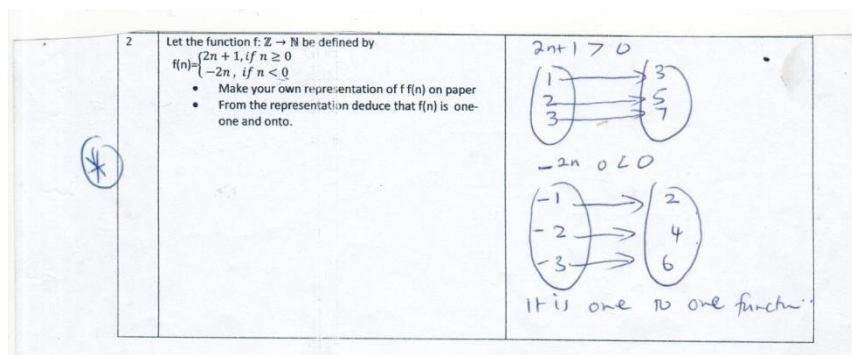 2
Let the function f: ℤ → ℕ be defined by
f(n)={2n + 1, if n ≥ 0
−2n, if n < 0
• Make your own representation of f f(n) on paper
• From the representation deduce that f(n) is one-
one and onto.
*
2n+1 > 0
1 → 3
2 → 5
3 → 7
-2n 0 < 0
-1 → 2
-2 → 4
-3 → 6
It is one to one